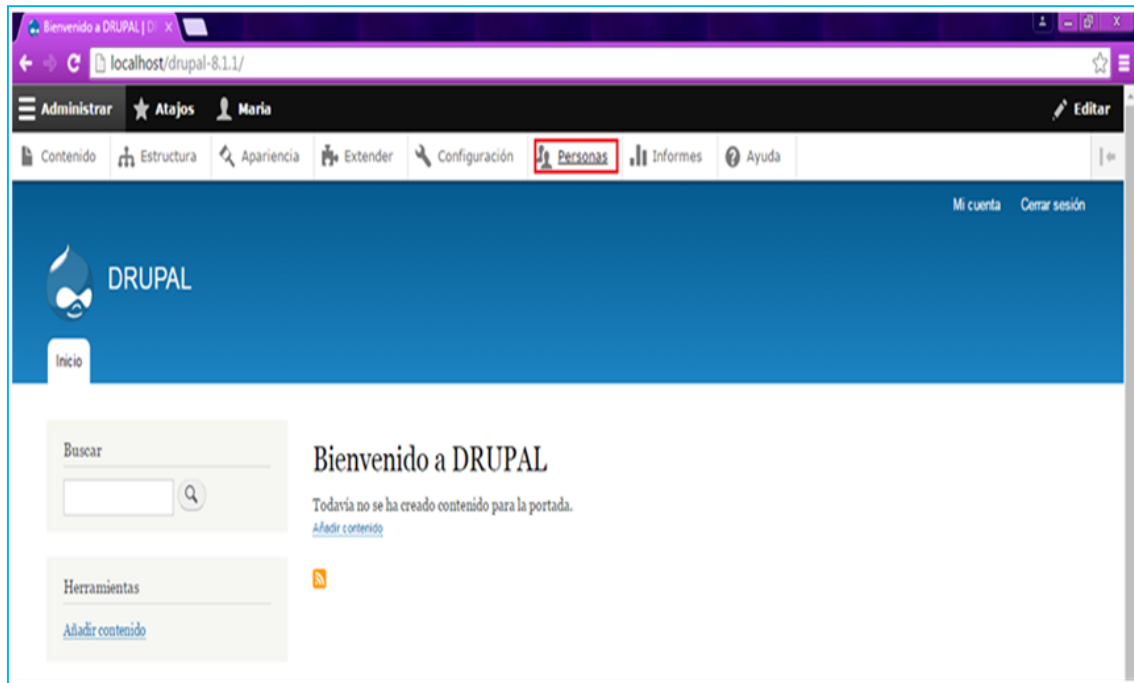 Bienvenido a DRUPAL | D
localhost/drupal-8.1.1/
Administrar Atajos Maria Editar
Contenido Estructura Apariencia Extender Configuración Personas Informes Ayuda
Mi cuenta Cerrar sesión
DRUPAL
Inicio
Buscar
Bienvenido a DRUPAL
Todavía no se ha creado contenido para la portada.
Añadir contenido
Herramientas
Añadir contenido